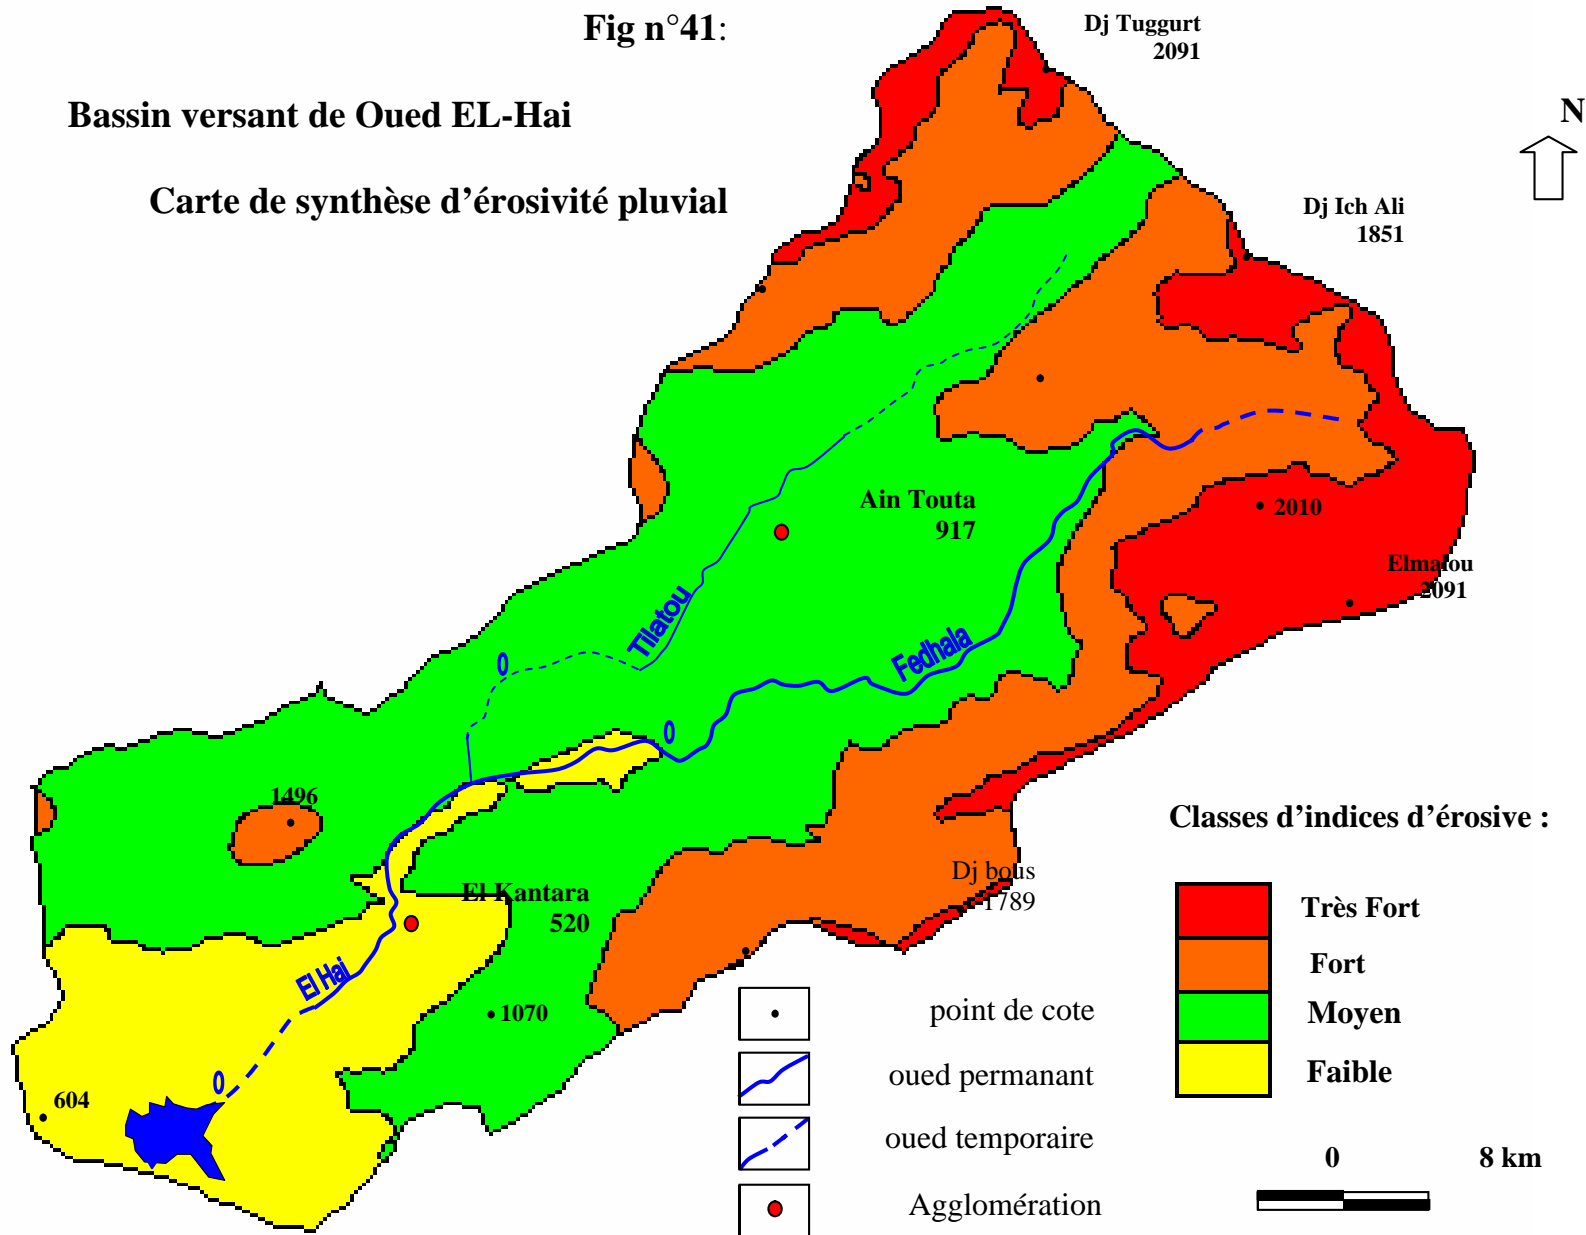 Fig n°41:
Bassin versant de Oued EL-Hai
Carte de synthèse d'érosivité pluvial
Dj Tuggurt
2091
N
Dj Ich Ali
1851
Ain Touta
917
2010
Elmalou
2091
Tilatou
Fedhala
0
0
1496
El Kantara
520
Dj bous
1789
El Hai
1070
0
604
Classes d'indices d'érosive :
Très Fort
Fort
Moyen
Faible
point de cote
oued permanant
oued temporaire
Agglomération
0 8 km